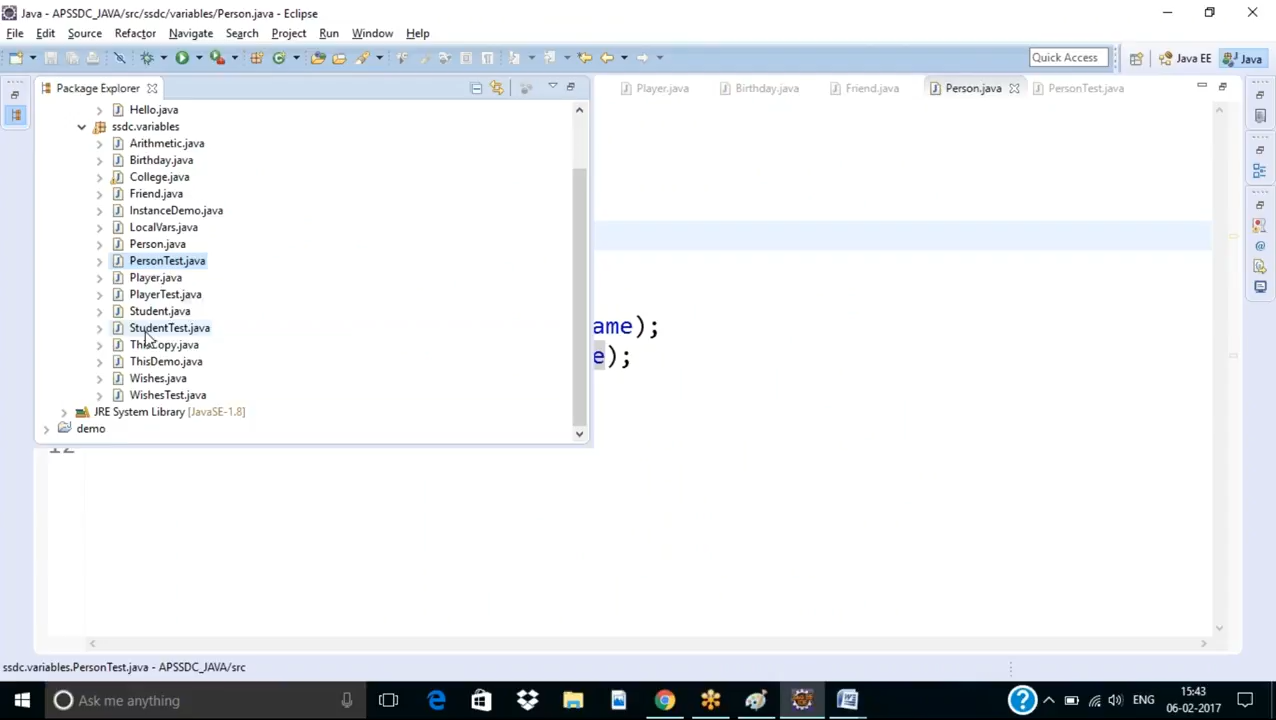 Java - APSSDC_JAVA/src/ssdc/variables/Person.java - Eclipse
File Edit Source Refactor Navigate Search Project Run Window Help
Quick Access Java EE Java
Package Explorer Player.java Birthday.java Friend.java Person.java PersonTest.java
Hello.java
ssdc.variables
Arithmetic.java
Birthday.java
College.java
Friend.java
InstanceDemo.java
LocalVars.java
Person.java
PersonTest.java
Player.java
PlayerTest.java
Student.java
ame);
StudentTest.java
ThisCopy.java
e);
ThisDemo.java
Wishes.java
WishesTest.java
JRE System Library [JavaSE-1.8]
demo
12
ssdc.variables.PersonTest.java - APSSDC_JAVA/src
Ask me anything ENG 15:43
06-02-2017